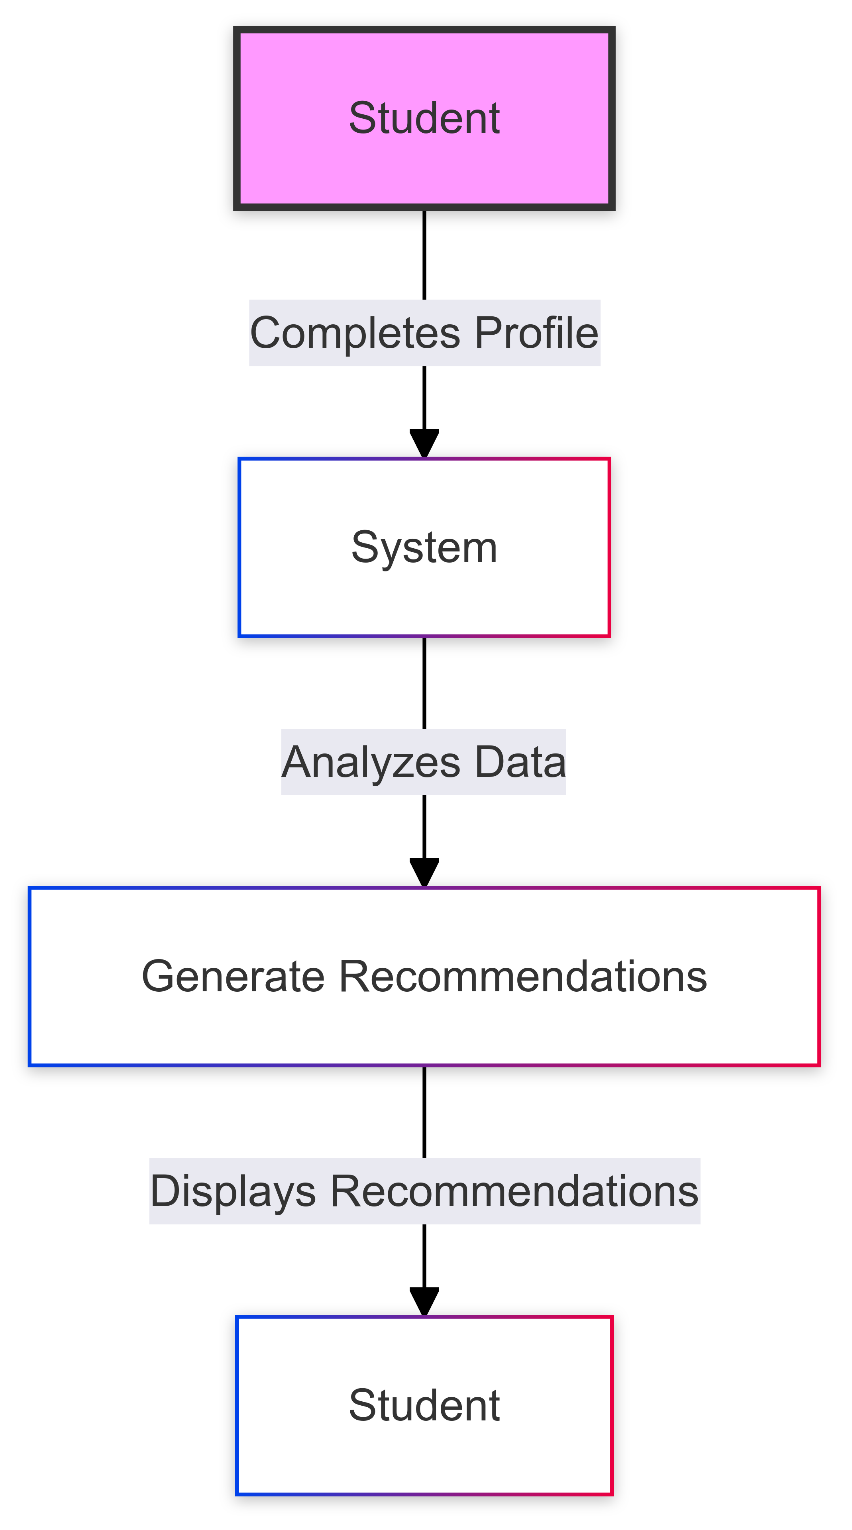 Student
Completes Profile
System
Analyzes Data
Generate Recommendations
Displays Recommendations
Student